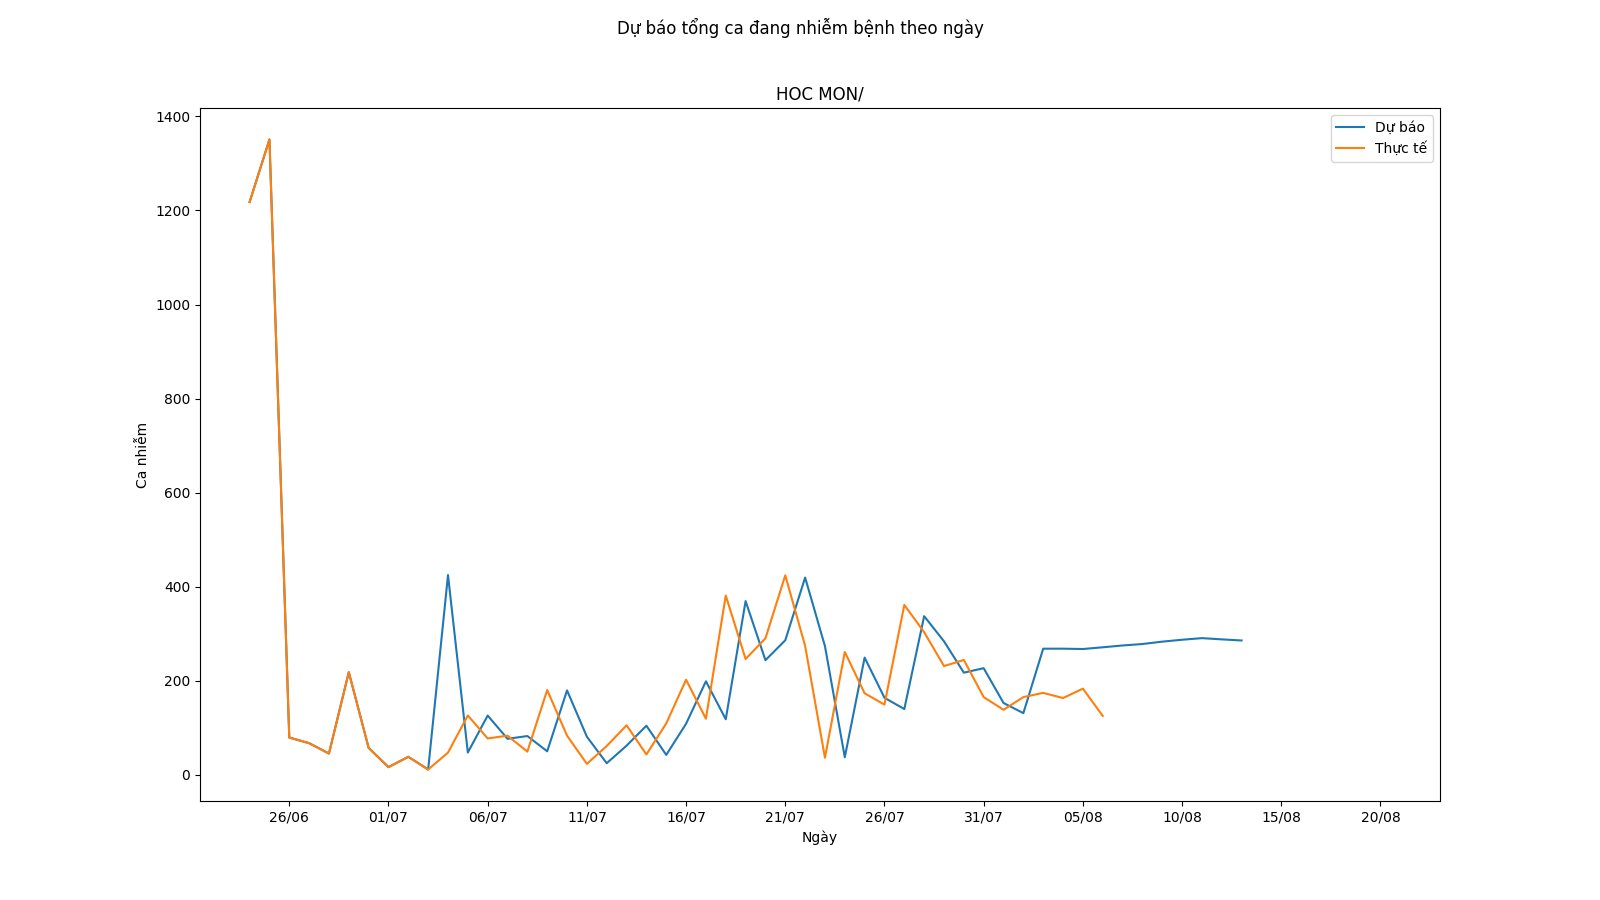 Dự báo tổng ca đang nhiễm bệnh theo ngày
HOC MON/
1400
1200
1000
800
600
400
200
0
Ca nhiễm
Dự báo
Thực tế
26/06 01/07 06/07 11/07 16/07 21/07 26/07 31/07 05/08 10/08 15/08 20/08
Ngày